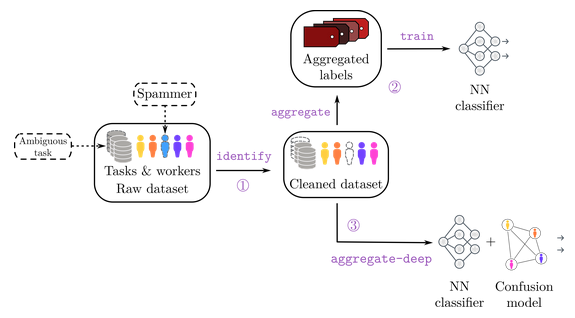 Spammer
Ambiguous
task
Tasks & workers
Raw dataset
identify
①
Cleaned dataset
aggregate
②
Aggregated
labels
train
NN
classifier
③
aggregate-deep
+
NN
classifier
Confusion
model